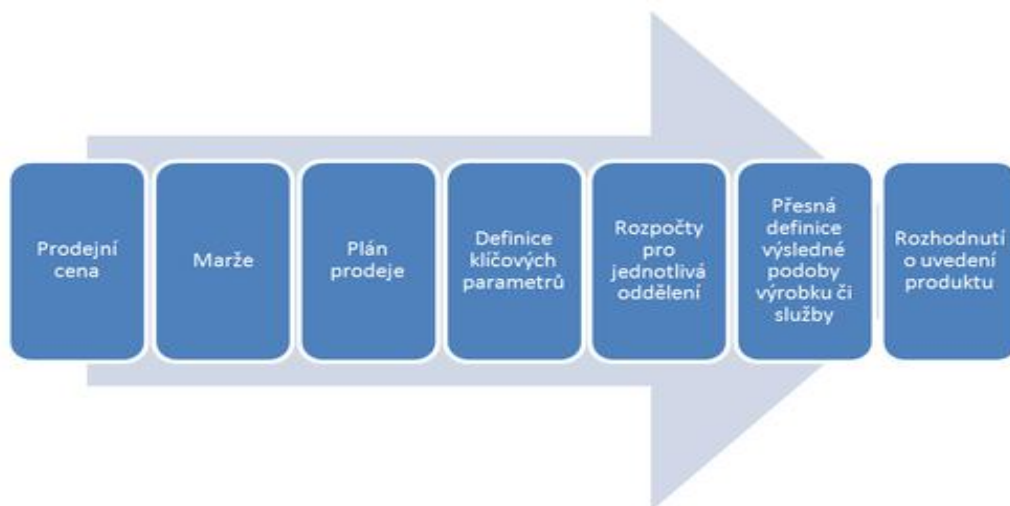 Prodejní
cena
Marže
Plán
prodeje
Definice
klíčových
parametrů
Rozpočty
pro
jednotlivá
oddělení
Přesná
definice
výsledné
podoby
výrobku či
služby
Rozhodnutí
o uvedení
produktu